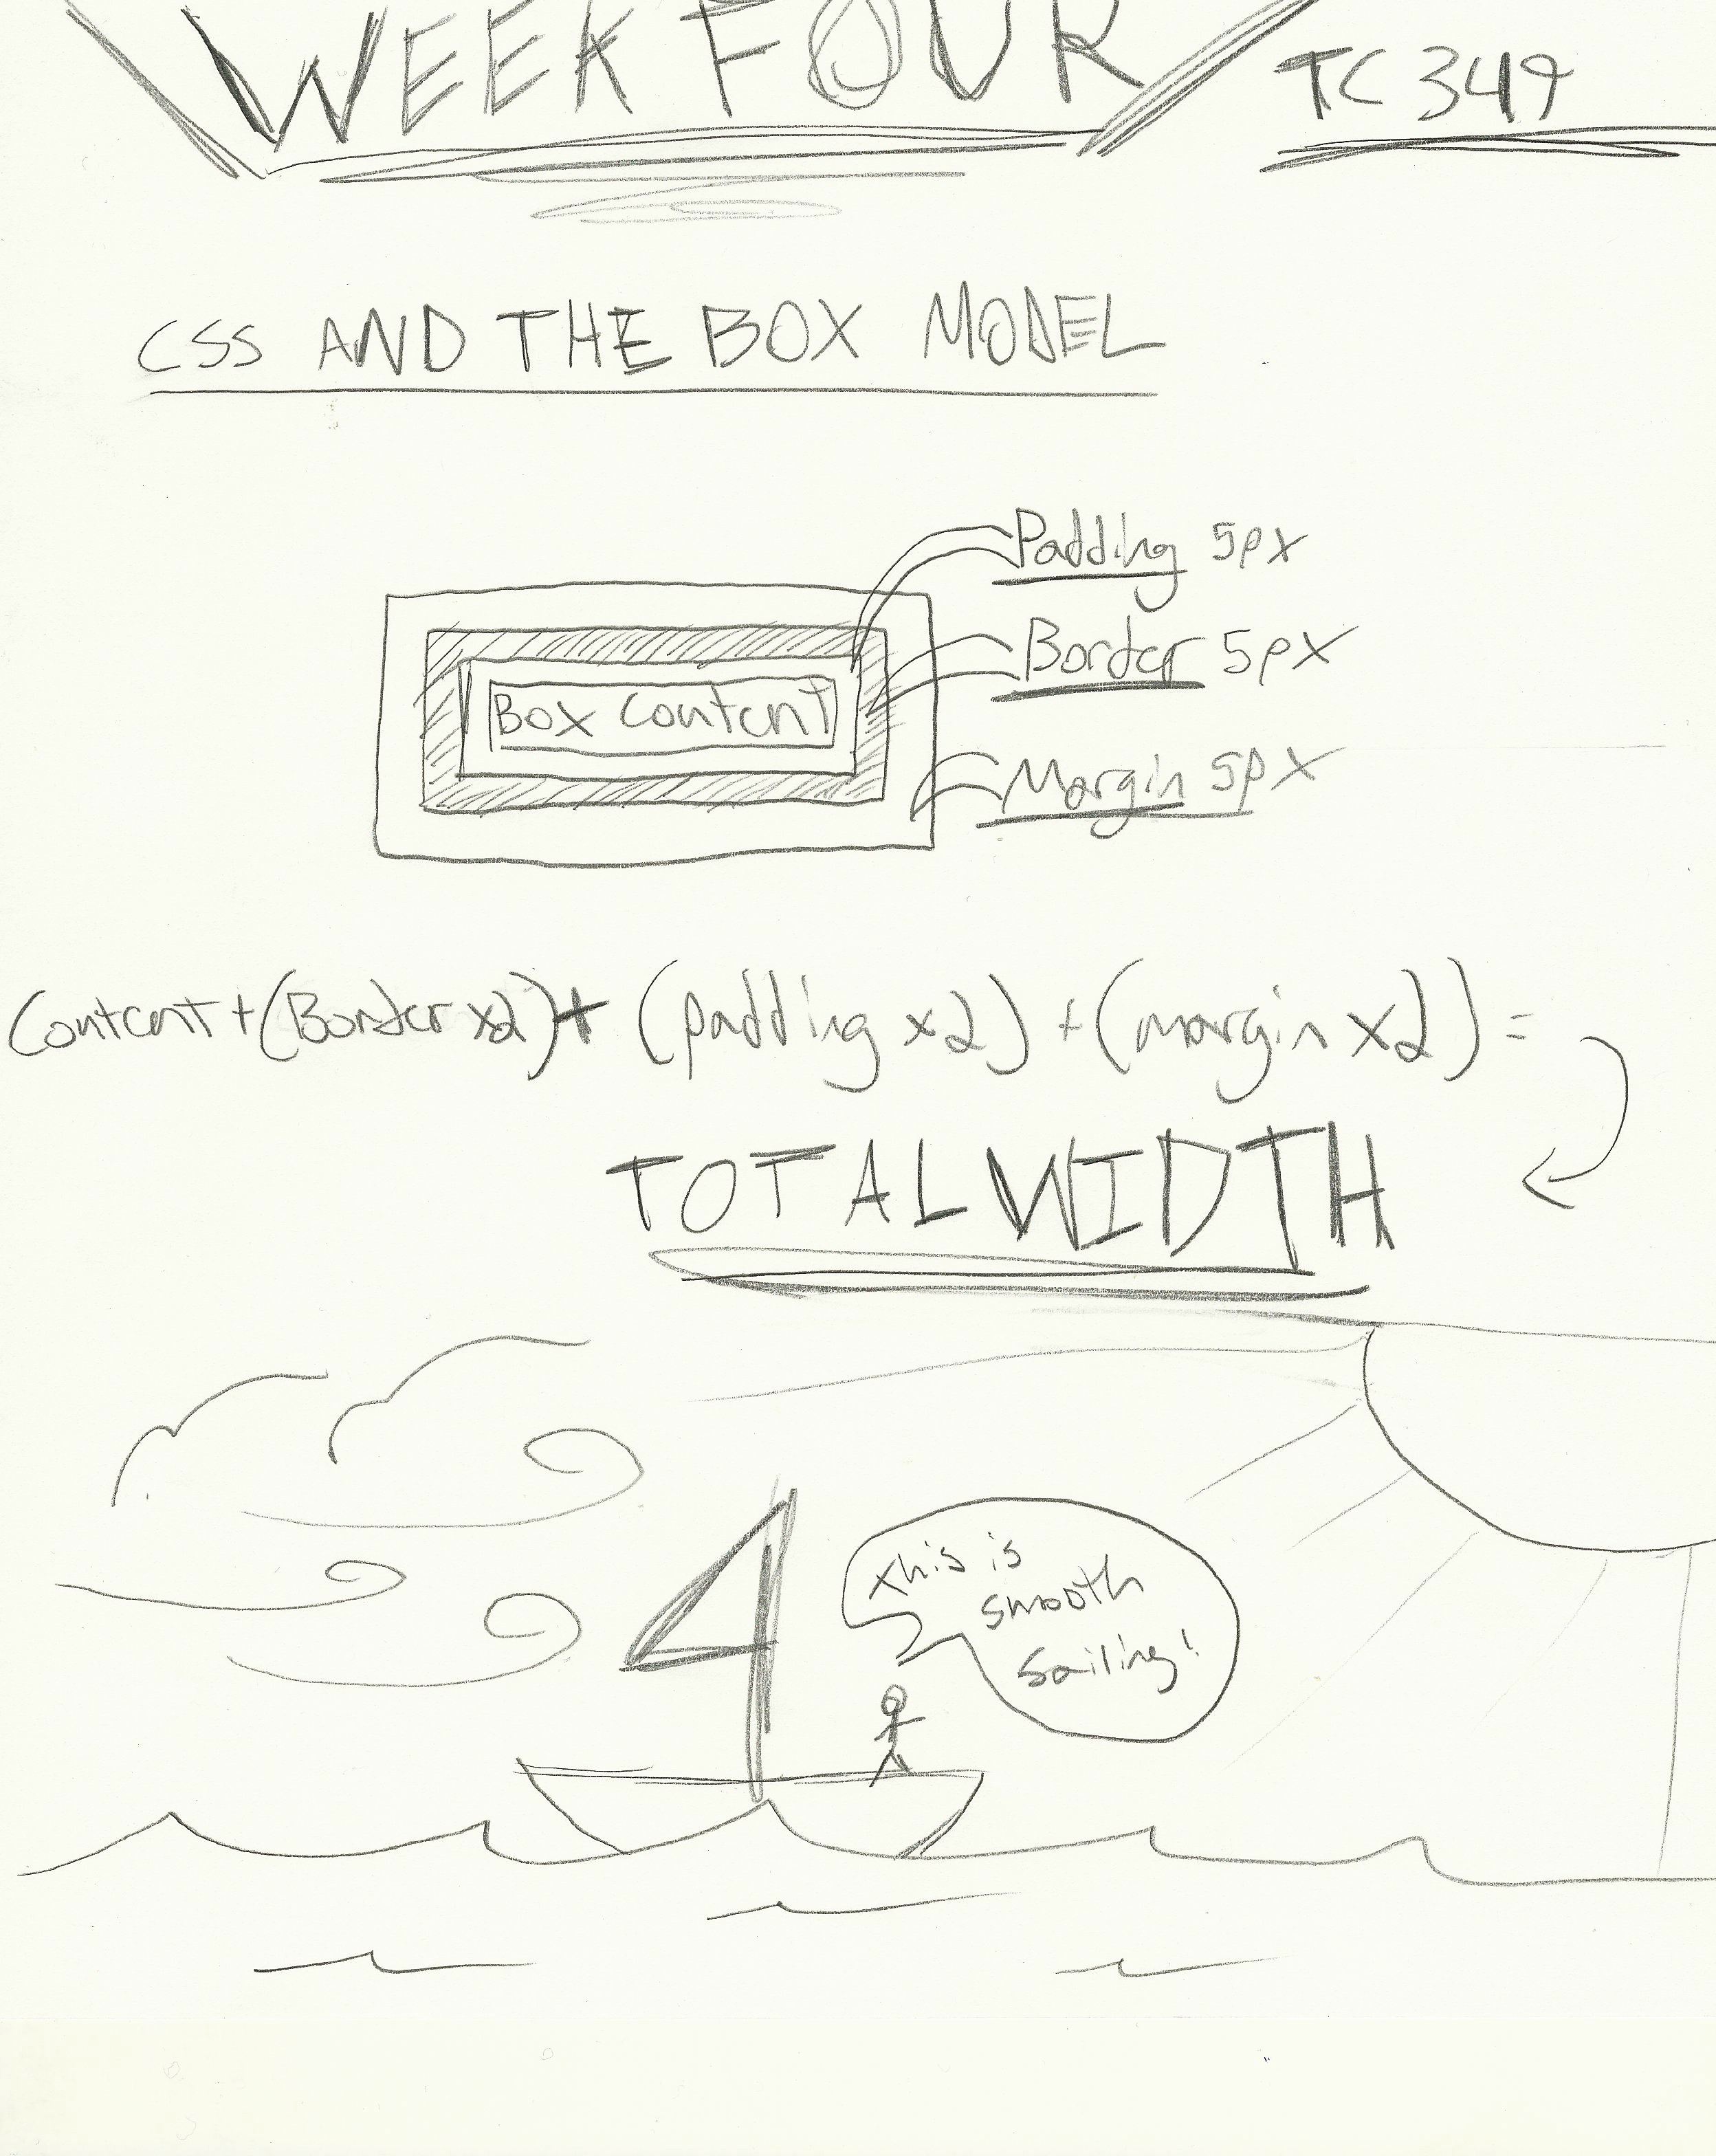 WEEK FOUR
TC 349
CSS AND THE BOX MODEL
Padding 5px
Border 5px
Box Content
Margin 5px
Content + (Border x2) + (padding x2) + (margin x2) =
TOTAL WIDTH
This is
smooth
sailing!